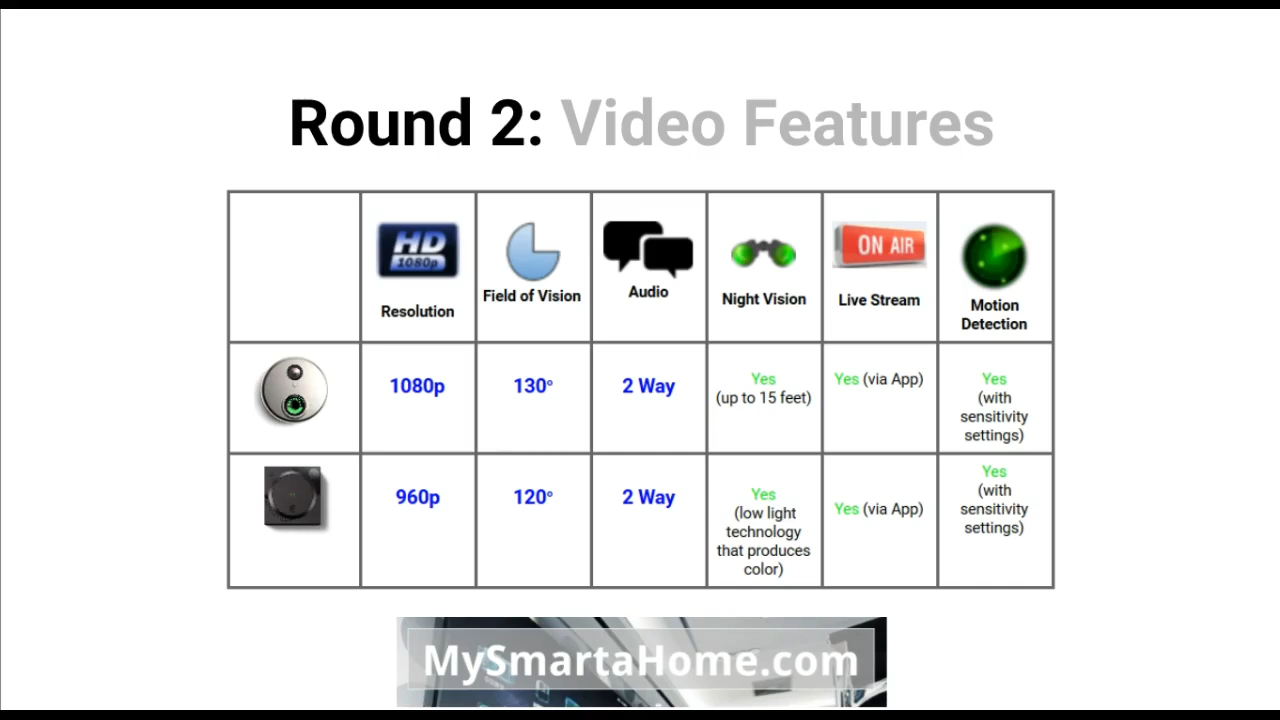 Round 2: Video Features
HD
1080p
Resolution
Field of Vision
Audio
Night Vision
ON AIR
Live Stream
Motion
Detection
1080p
130°
2 Way
Yes
(up to 15 feet)
Yes (via App)
Yes
(with
sensitivity
settings)
960p
120°
2 Way
Yes
(low light
technology
that produces
color)
Yes (via App)
Yes
(with
sensitivity
settings)
MySmartaHome.com